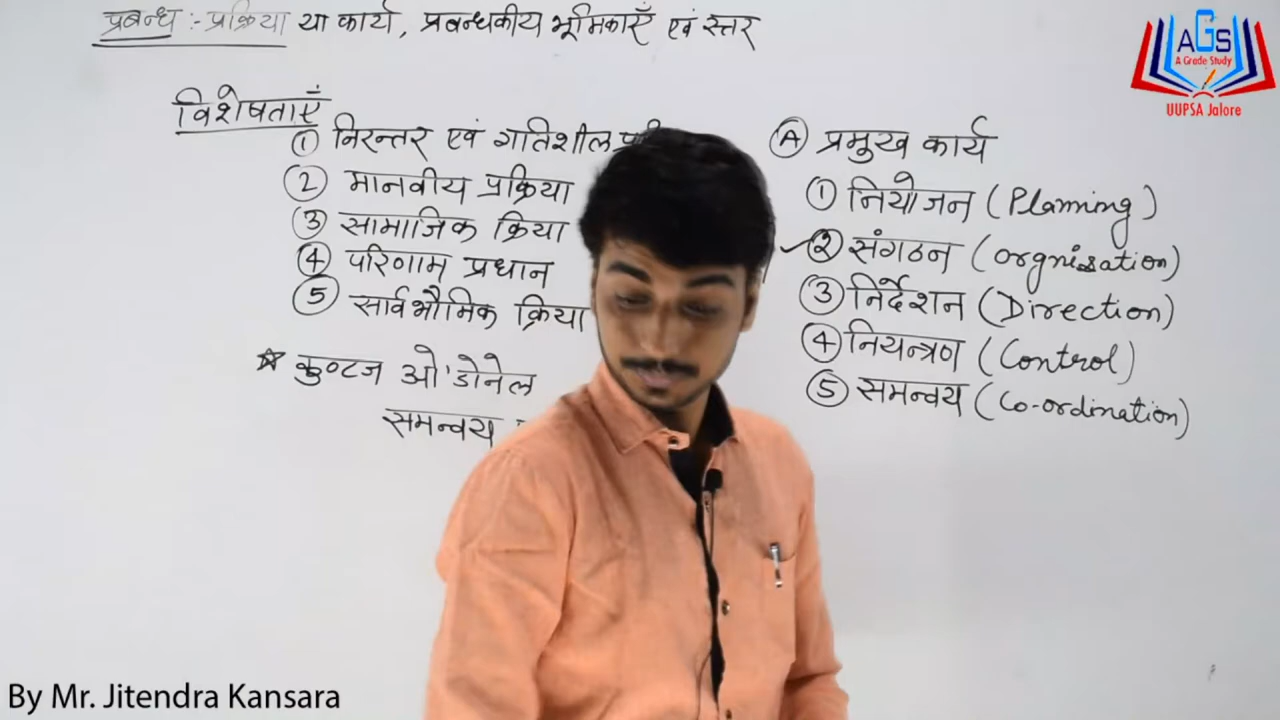 प्रबन्ध :- प्रक्रिया या कार्य, प्रबन्धकीय भूमिकाएँ एवं स्तर
विशेषताएँ
① निरन्तर एवं गतिशील
② मानवीय प्रक्रिया
③ सामाजिक क्रिया
④ परिणाम प्रधान
⑤ सार्वभौमिक क्रिया
☆ कुण्टज ओ'डोनेल
समन्वय
Ⓐ प्रमुख कार्य
① नियोजन (Planning)
② संगठन (Orgnisation)
③ निर्देशन (Direction)
④ नियन्त्रण (Control)
⑤ समन्वय (Co-ordination)
AGS
A Grade Study
UUPSA Jalore
By Mr. Jitendra Kansara